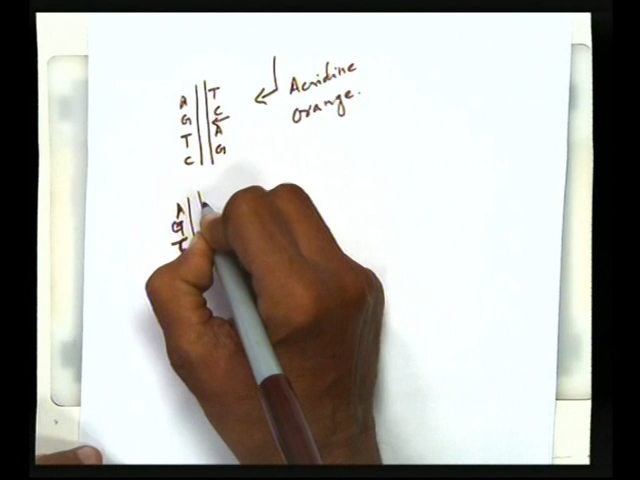 A T
G C
T A
C G
Acridine
orange.
A
G
T